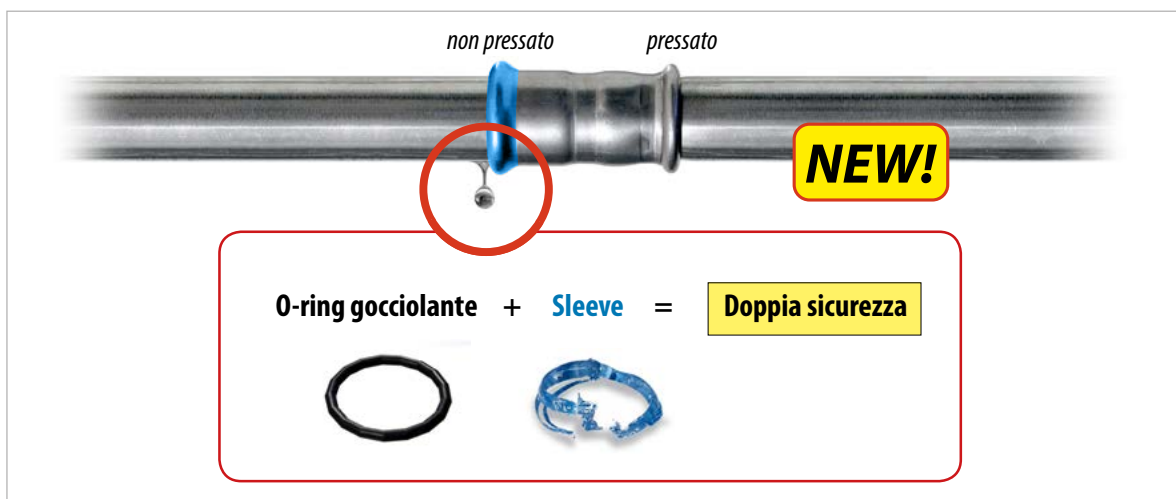 non pressato
pressato
NEW!
O-ring gocciolante + Sleeve = Doppia sicurezza